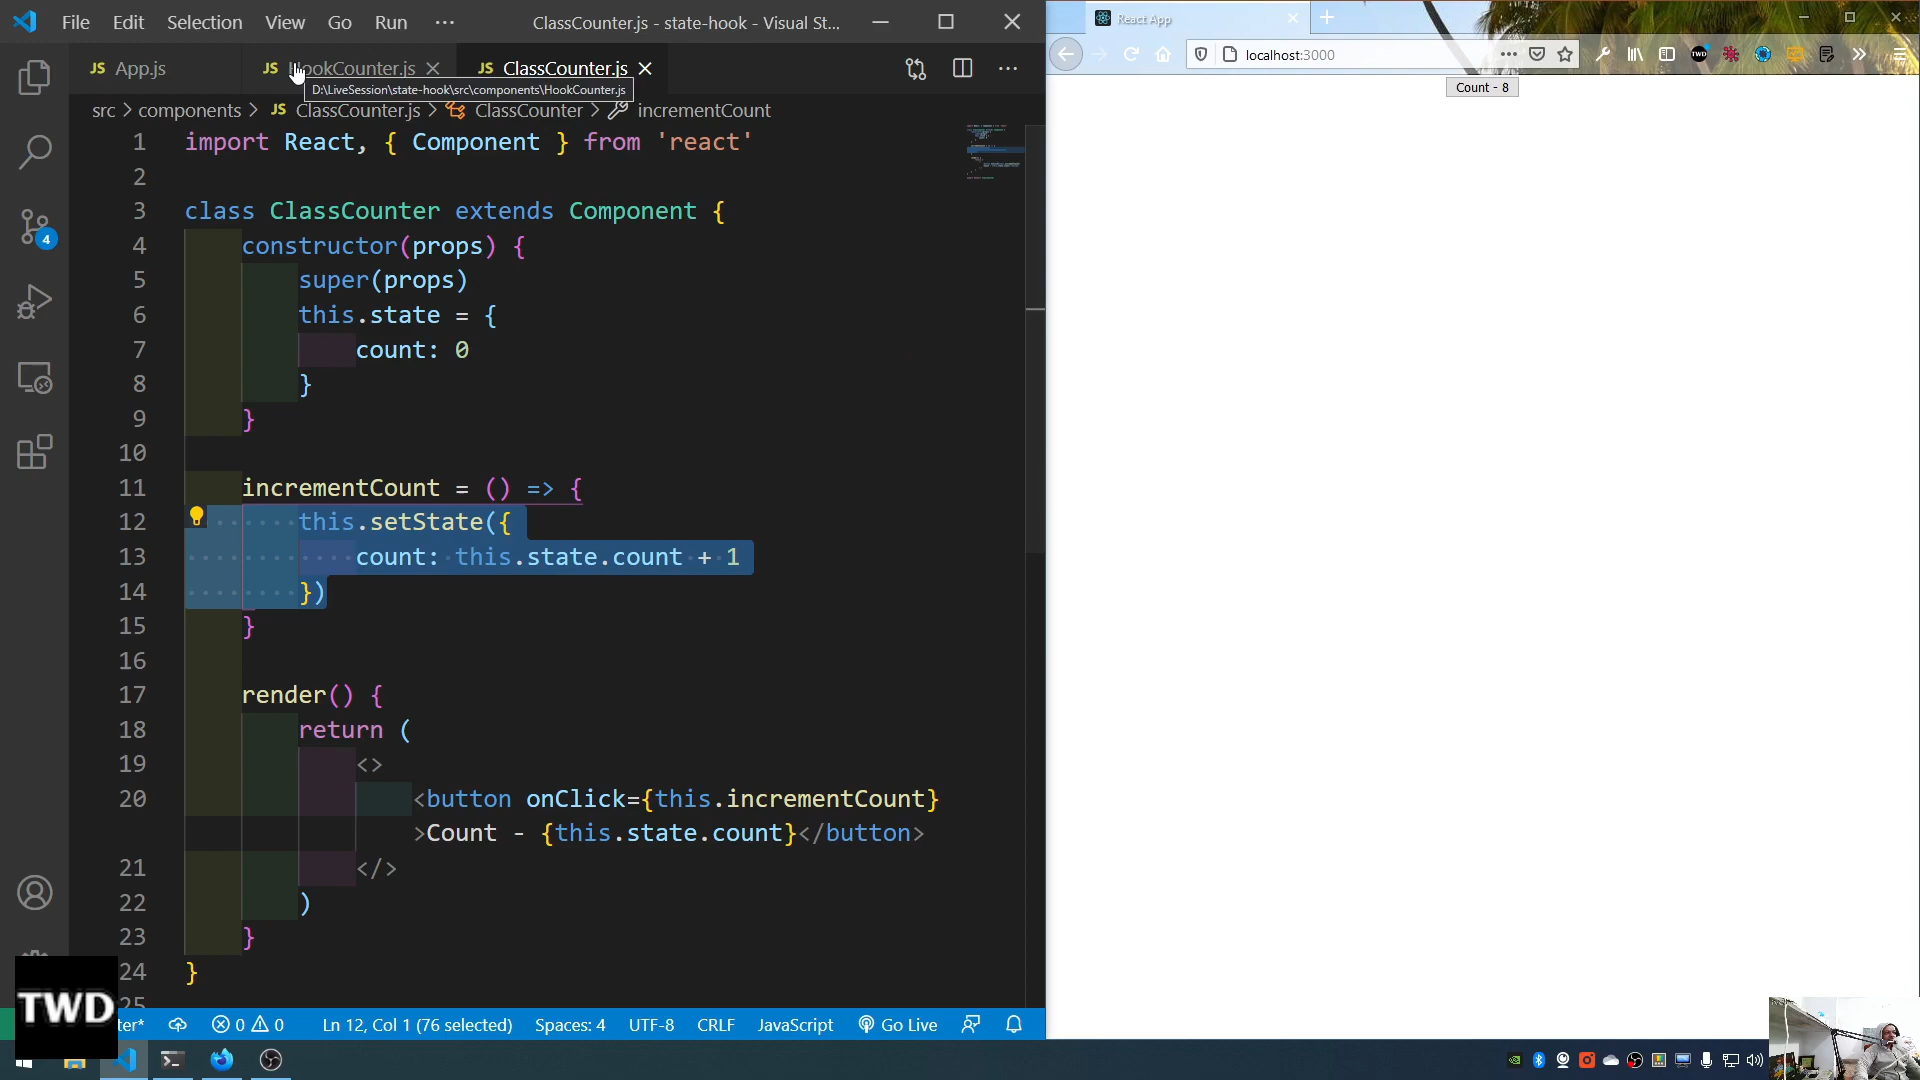 File Edit Selection View Go Run ···
ClassCounter.js - state-hook - Visual St...
JS App.js
JS HookCounter.js
JS ClassCounter.js
D:\LiveSession\state-hook\src\components\HookCounter.js
src > components > JS ClassCounter.js > ClassCounter > incrementCount
1 import React, { Component } from 'react'
2
3 class ClassCounter extends Component {
4 constructor(props) {
5 super(props)
6 this.state = {
7 count: 0
8 }
9 }
10
11 incrementCount = () => {
12 this.setState({
13 count: this.state.count + 1
14 })
15 }
16
17 render() {
18 return (
19 <>
20 <button onClick={this.incrementCount}
>Count - {this.state.count}</button>
21 </>
22 )
23 }
24 }
25
4
TWD
ter*
0 0
Ln 12, Col 1 (76 selected)
Spaces: 4
UTF-8
CRLF
JavaScript
Go Live
React App
localhost:3000
TWD
Count - 8